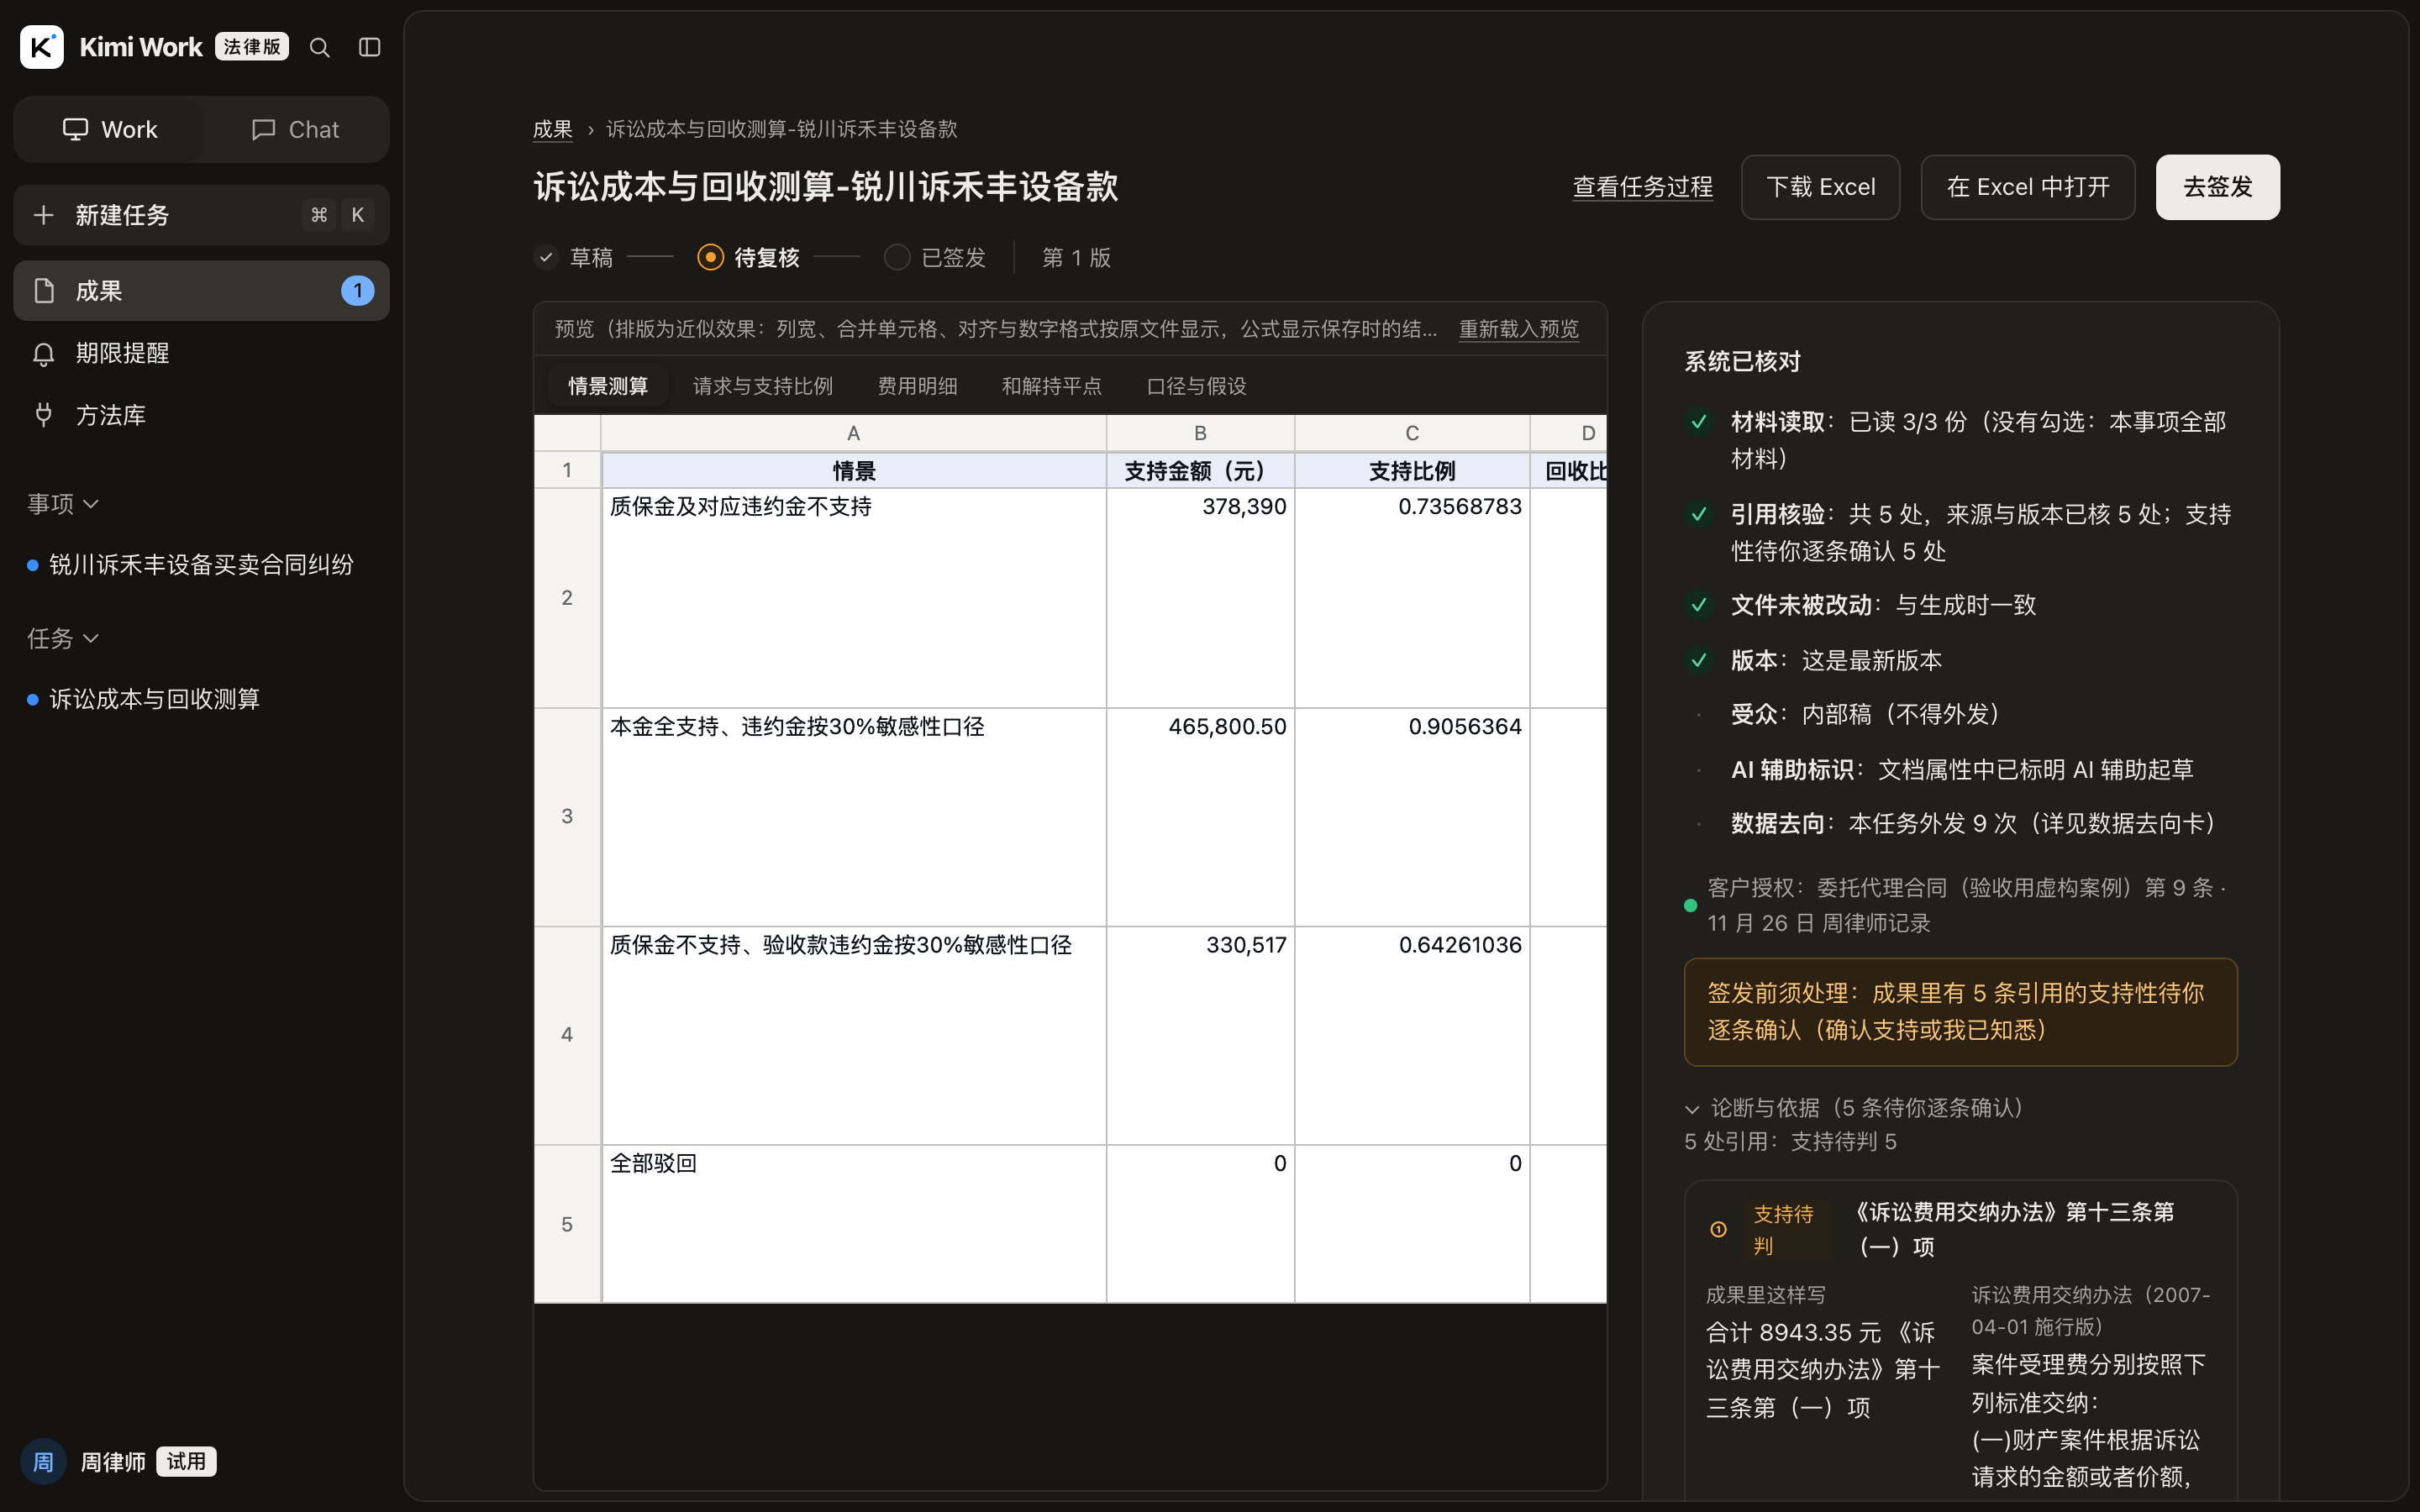 Kimi Work 法律版
Work
Chat
新建任务 ⌘ K
成果 1
期限提醒
方法库
事项
锐川诉禾丰设备买卖合同纠纷
任务
诉讼成本与回收测算
周 周律师 试用
成果 › 诉讼成本与回收测算-锐川诉禾丰设备款
诉讼成本与回收测算-锐川诉禾丰设备款
查看任务过程
下载 Excel
在 Excel 中打开
去签发
草稿
待复核
已签发
第 1 版
预览（排版为近似效果：列宽、合并单元格、对齐与数字格式按原文件显示，公式显示保存时的结... 重新载入预览
情景测算 请求与支持比例 费用明细 和解持平点 口径与假设
A B C D
1 情景 支持金额（元） 支持比例 回收比
2 质保金及对应违约金不支持 378,390 0.73568783
3 本金全支持、违约金按30%敏感性口径 465,800.50 0.9056364
4 质保金不支持、验收款违约金按30%敏感性口径 330,517 0.64261036
5 全部驳回 0 0
系统已核对
材料读取：已读 3/3 份（没有勾选：本事项全部
材料）
引用核验：共 5 处，来源与版本已核 5 处；支持
性待你逐条确认 5 处
文件未被改动：与生成时一致
版本：这是最新版本
· 受众：内部稿（不得外发）
· AI 辅助标识：文档属性中已标明 AI 辅助起草
· 数据去向：本任务外发 9 次（详见数据去向卡）
客户授权：委托代理合同（验收用虚构案例）第 9 条 ·
11 月 26 日 周律师记录
签发前须处理：成果里有 5 条引用的支持性待你
逐条确认（确认支持或我已知悉）
论断与依据（5 条待你逐条确认）
5 处引用：支持待判 5
支持待
判
《诉讼费用交纳办法》第十三条第
（一）项
成果里这样写
合计 8943.35 元 《诉
讼费用交纳办法》第十
三条第（一）项
诉讼费用交纳办法（2007-
04-01 施行版）
案件受理费分别按照下
列标准交纳：
(一)财产案件根据诉讼
请求的金额或者价额，